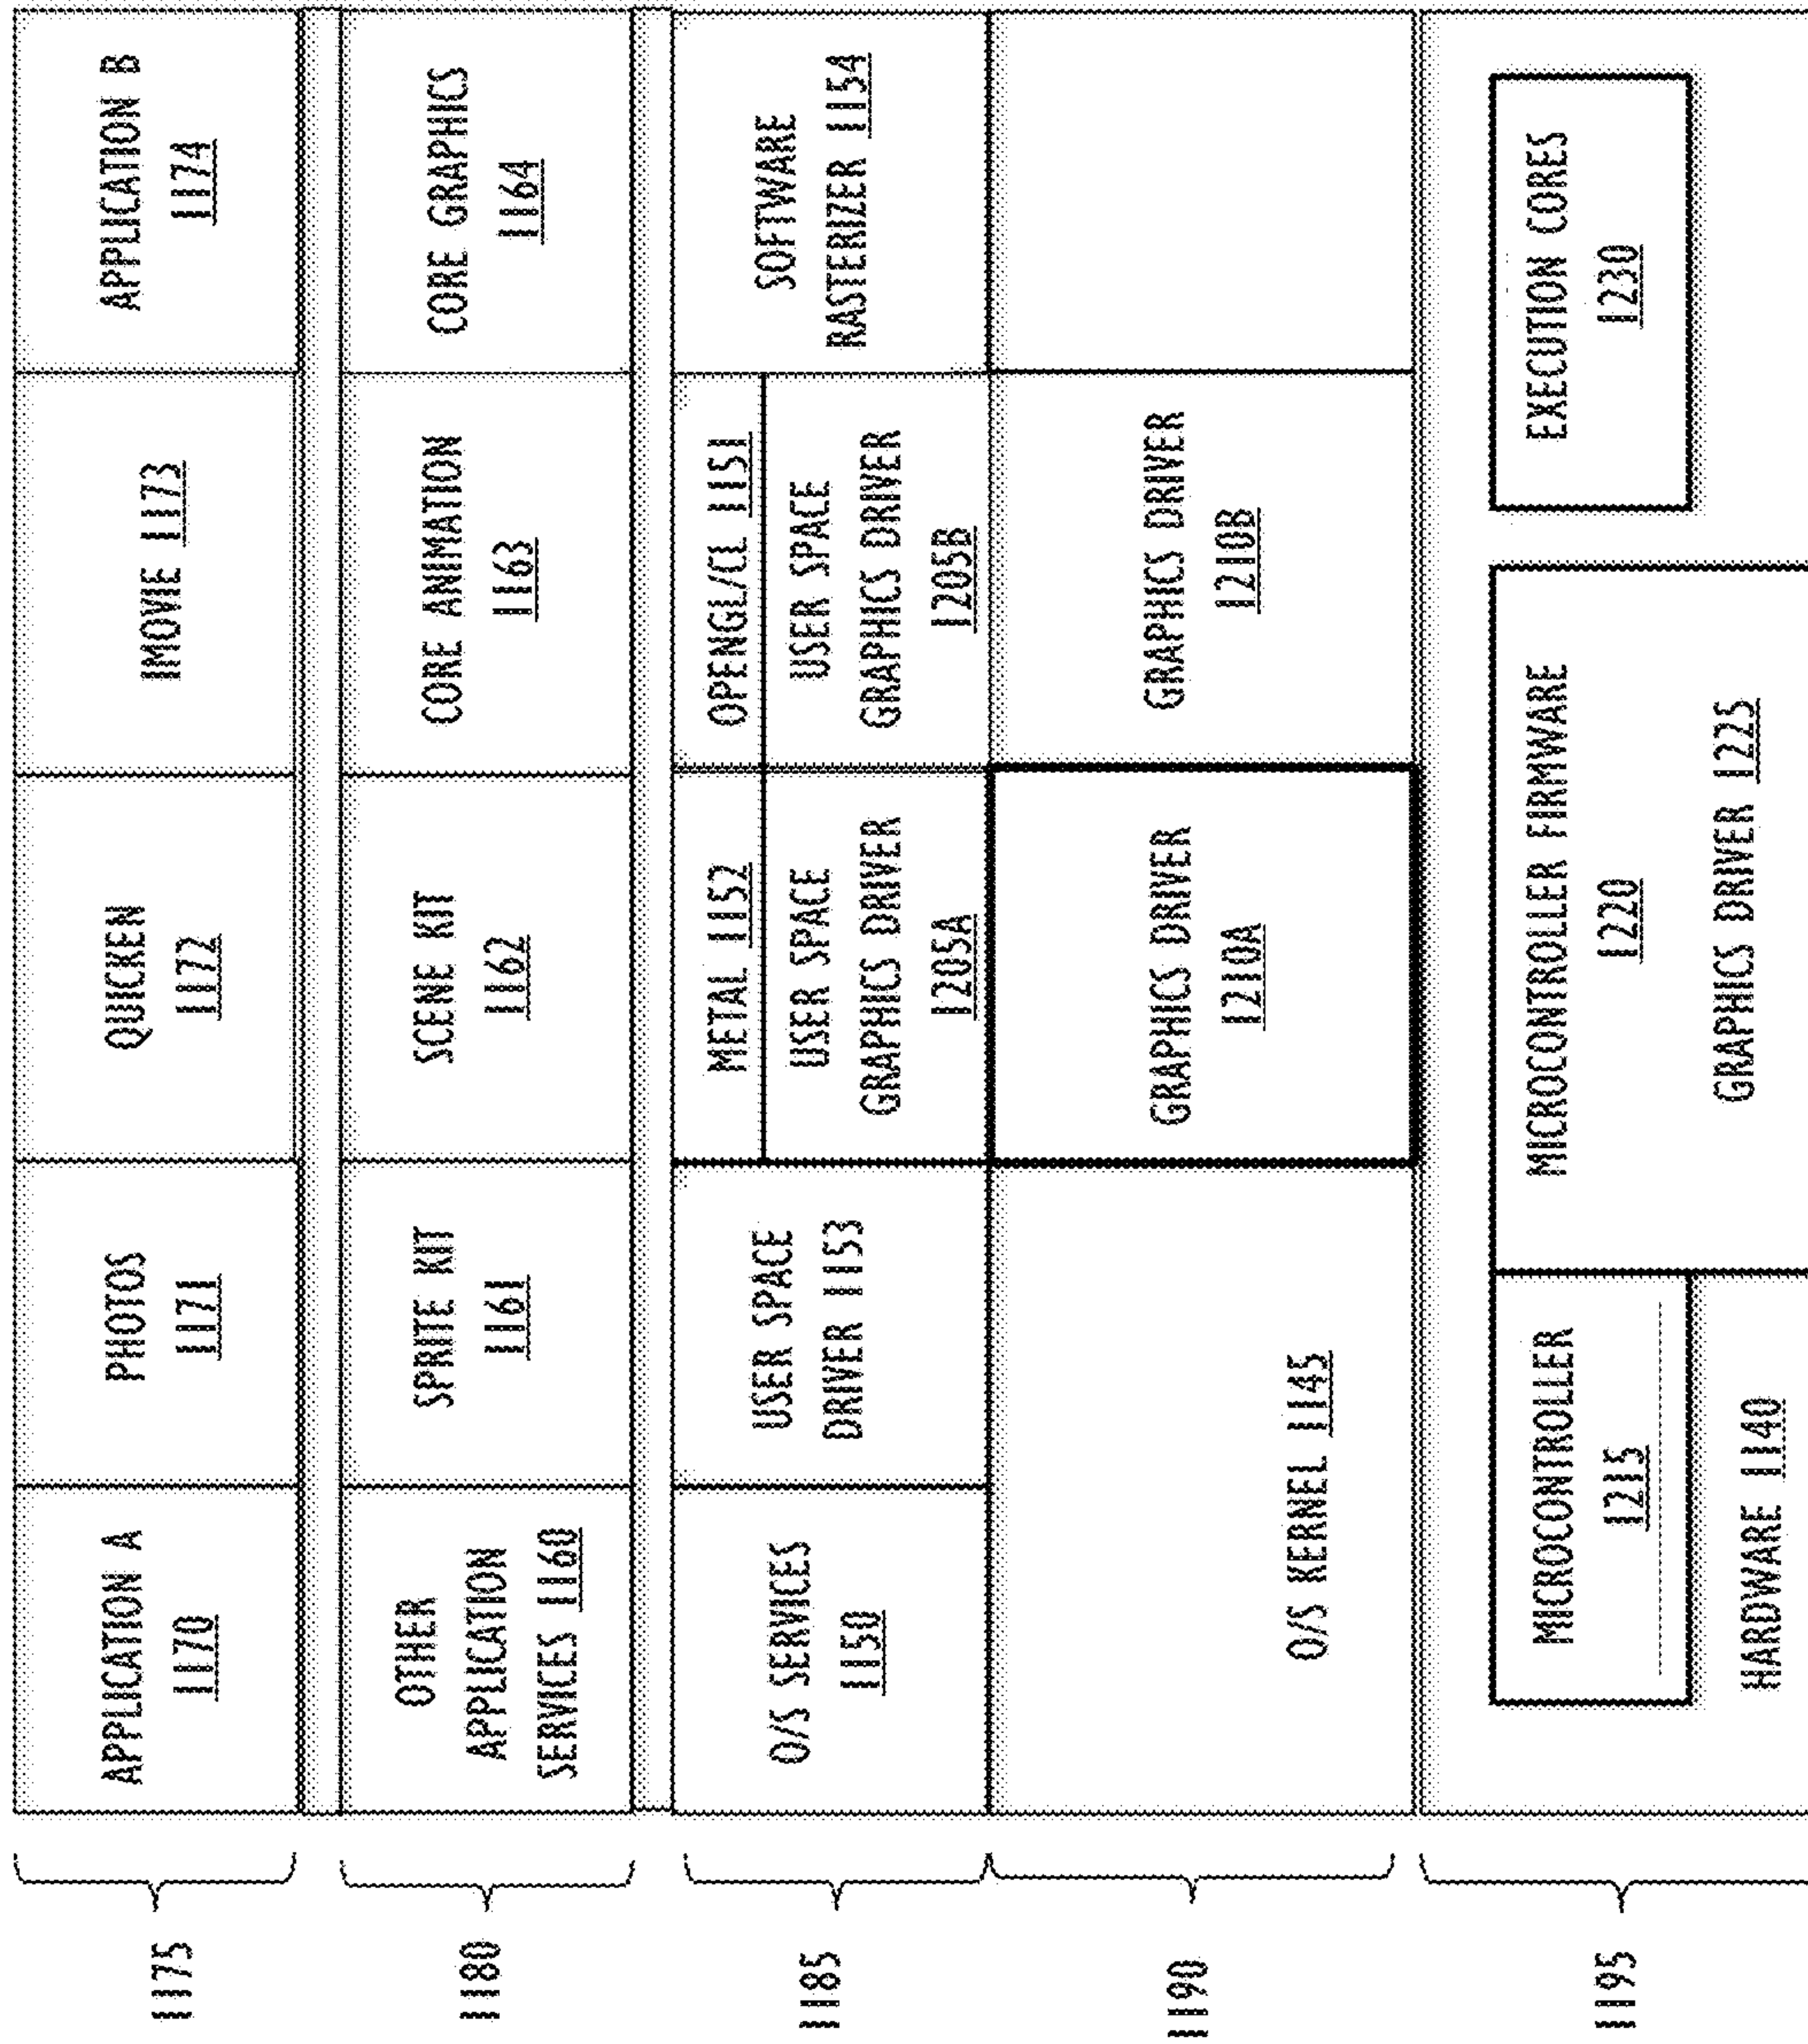 1175
APPLICATION A
1170
PHOTOS
1171
QUICKEN
1172
IMOVIE 1173
APPLICATION B
1174
1180
OTHER
APPLICATION
SERVICES 1160
SPRITE KIT
1161
SCENE KIT
1162
CORE ANIMATION
1163
CORE GRAPHICS
1164
1185
O/S SERVICES
1150
USER SPACE
DRIVER 1153
METAL 1152
USER SPACE
GRAPHICS DRIVER
1205A
OPENGL/CL 1151
USER SPACE
GRAPHICS DRIVER
1205B
SOFTWARE
RASTERIZER 1154
1190
O/S KERNEL 1145
GRAPHICS DRIVER
1210A
GRAPHICS DRIVER
1210B
1195
MICROCONTROLLER
1215
HARDWARE 1140
MICROCONTROLLER FIRMWARE
1220
GRAPHICS DRIVER 1225
EXECUTION CORES
1230